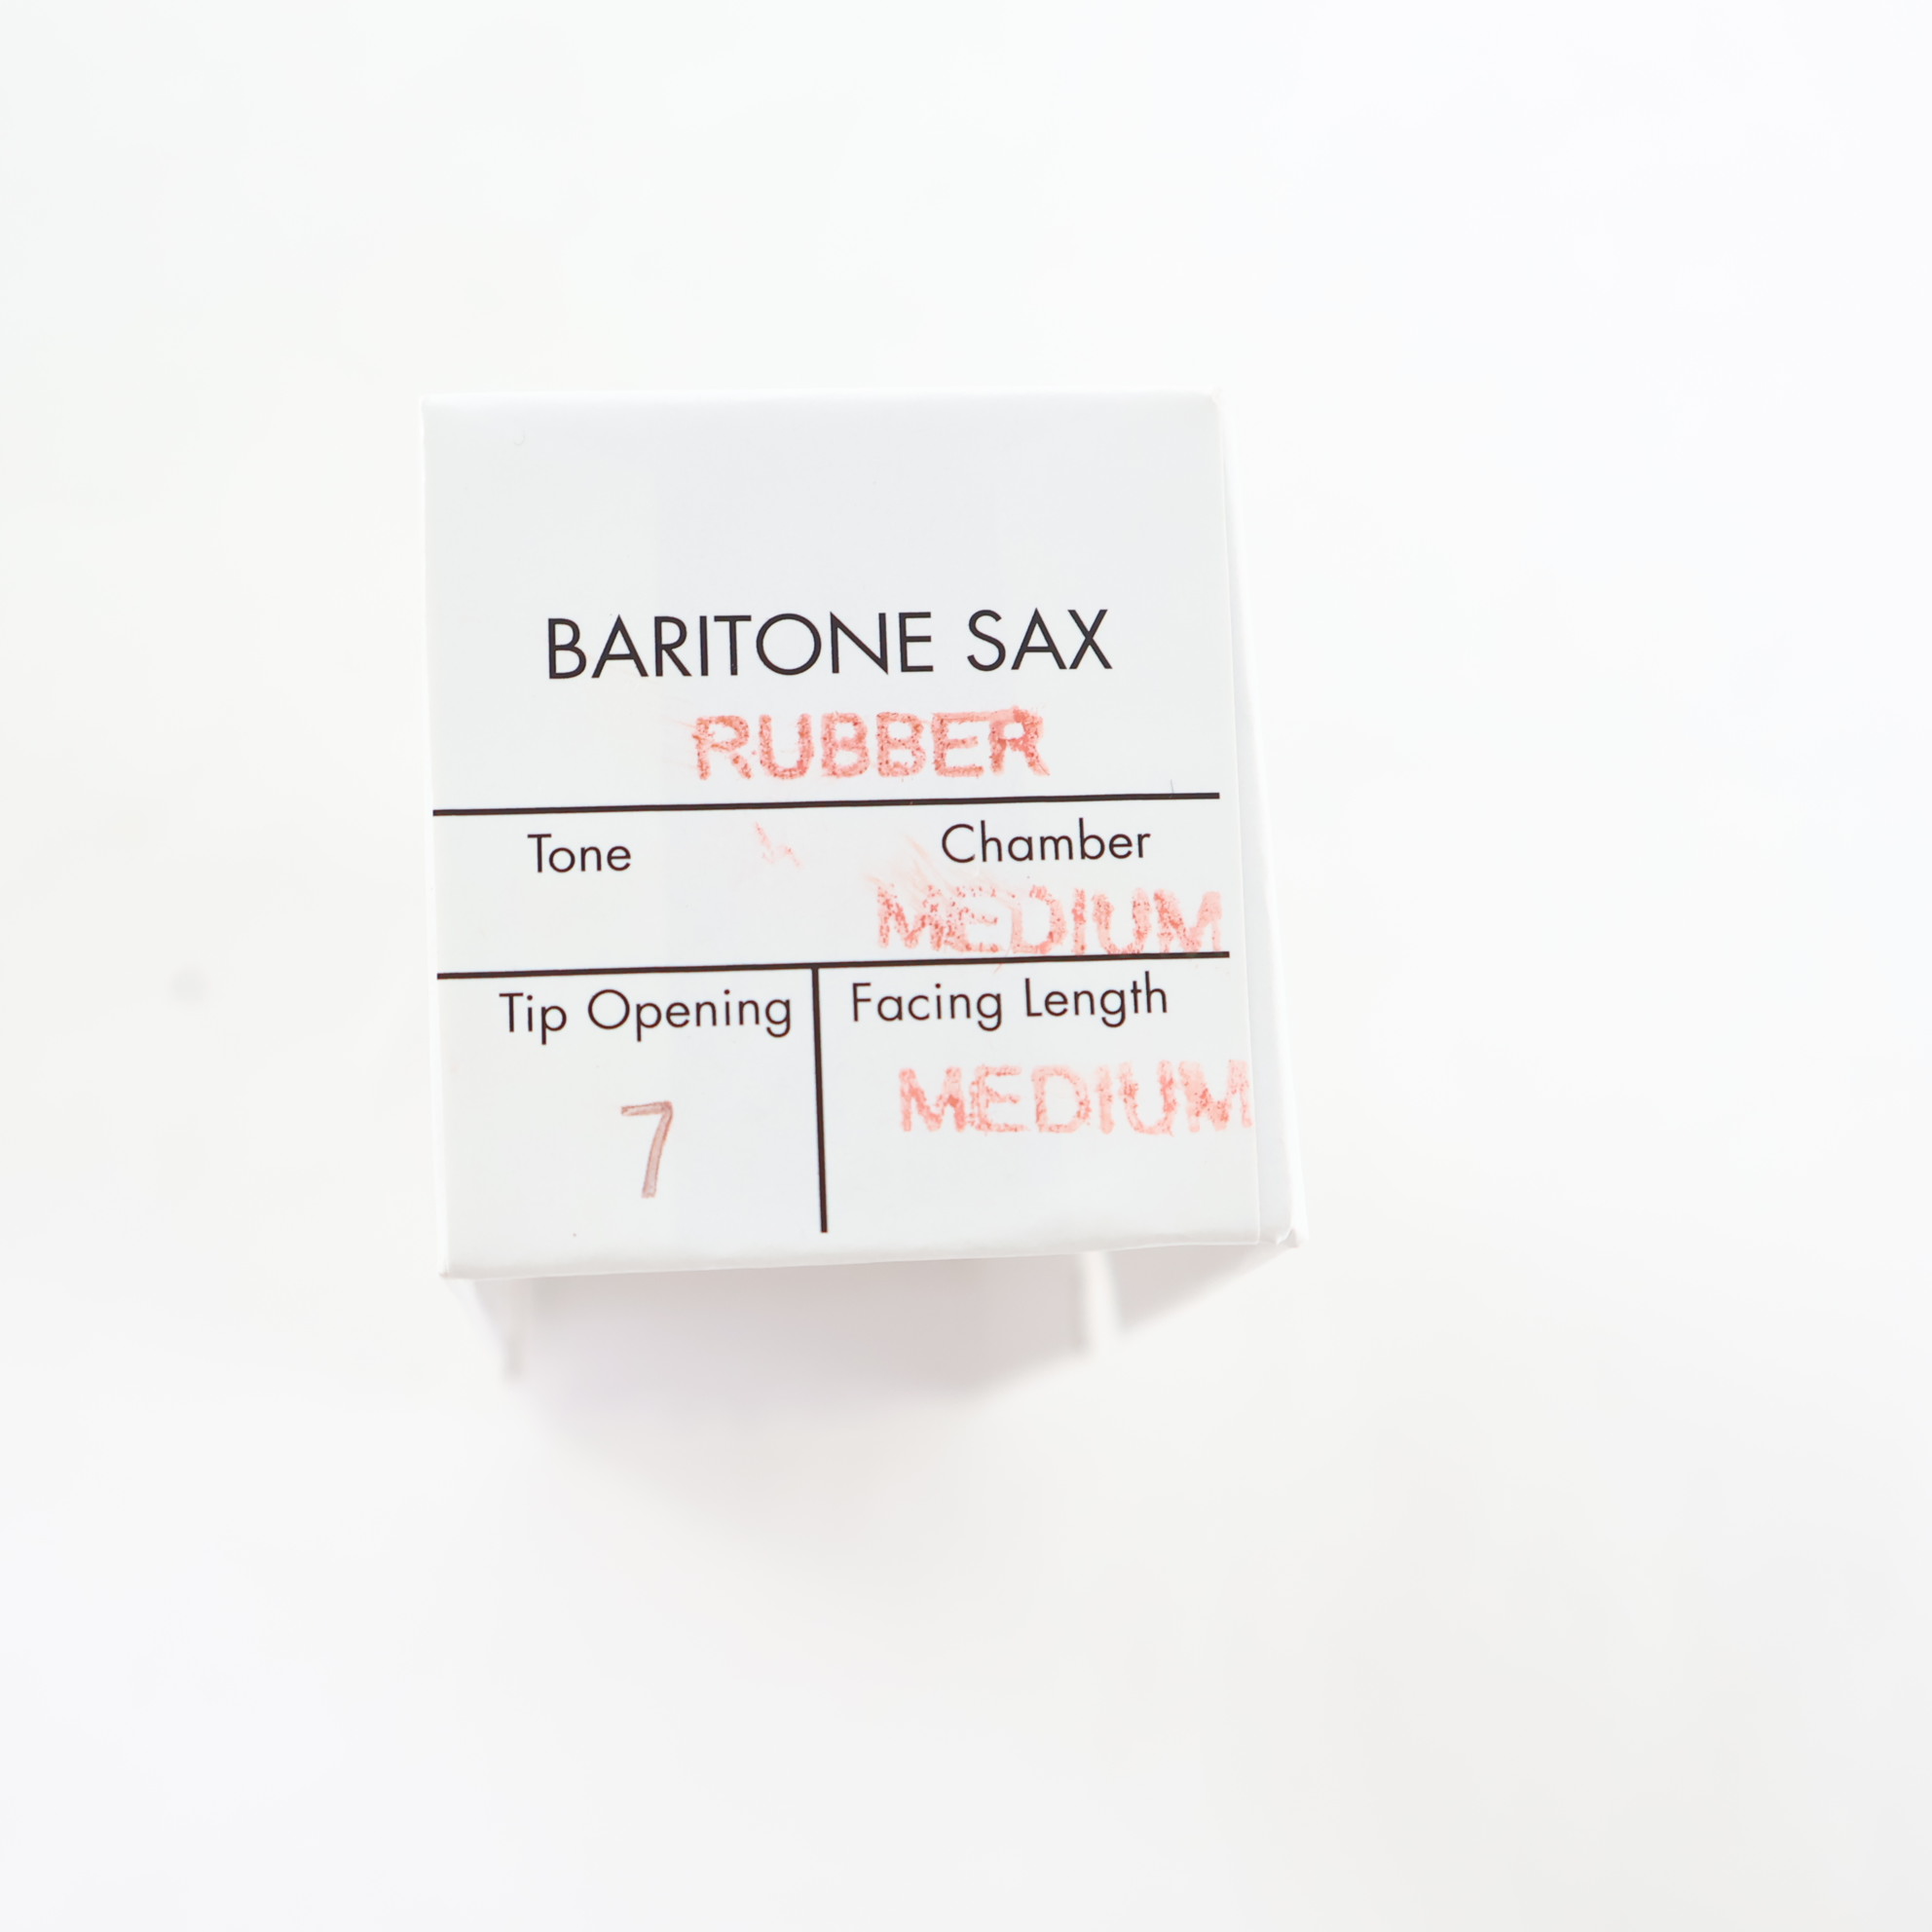 BARITONE SAX
RUBBER
Tone Chamber
MEDIUM
Tip Opening Facing Length
7 MEDIUM